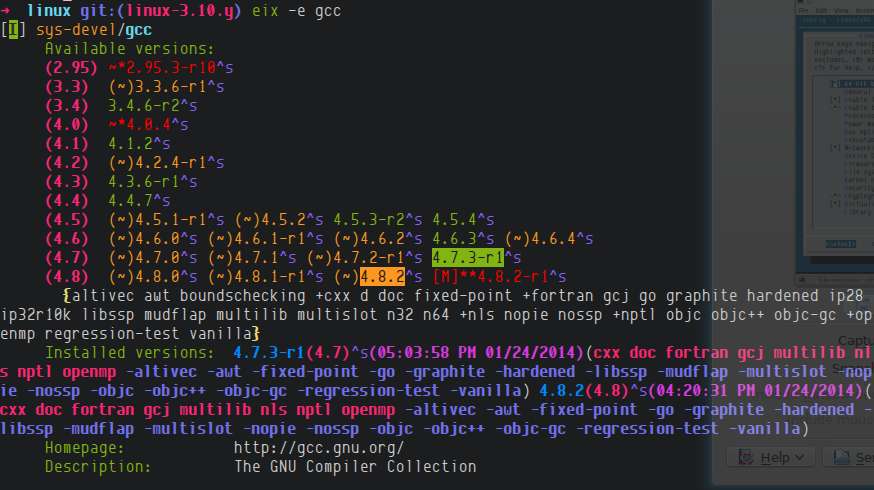 ➜  linux git:(linux-3.10.y) eix -e gcc
[I] sys-devel/gcc
Available versions:
(2.95) ~*2.95.3-r10^s
(3.3) (~)3.3.6-r1^s
(3.4) 3.4.6-r2^s
(4.0) ~*4.0.4^s
(4.1) 4.1.2^s
(4.2) (~)4.2.4-r1^s
(4.3) 4.3.6-r1^s
(4.4) 4.4.7^s
(4.5) (~)4.5.1-r1^s (~)4.5.2^s 4.5.3-r2^s 4.5.4^s
(4.6) (~)4.6.0^s (~)4.6.1-r1^s (~)4.6.2^s 4.6.3^s (~)4.6.4^s
(4.7) (~)4.7.0^s (~)4.7.1^s (~)4.7.2-r1^s 4.7.3-r1^s
(4.8) (~)4.8.0^s (~)4.8.1-r1^s (~)4.8.2^s [M]**4.8.2-r1^s
{altivec awt boundschecking +cxx d doc fixed-point +fortran gcj go graphite hardened ip28
ip32r10k libssp mudflap multilib multislot n32 n64 +nls nopie nossp +nptl objc objc++ objc-gc +op
enmp regression-test vanilla}
Installed versions:  4.7.3-r1(4.7)^s(05:03:58 PM 01/24/2014)(cxx doc fortran gcj multilib nl
s nptl openmp -altivec -awt -fixed-point -go -graphite -hardened -libssp -mudflap -multislot -nop
ie -nossp -objc -objc++ -objc-gc -regression-test -vanilla) 4.8.2(4.8)^s(04:20:31 PM 01/24/2014)(
cxx doc fortran gcj multilib nls nptl openmp -altivec -awt -fixed-point -go -graphite -hardened -
libssp -mudflap -multislot -nopie -nossp -objc -objc++ -objc-gc -regression-test -vanilla)
Homepage: http://gcc.gnu.org/
Description: The GNU Compiler Collection
Help